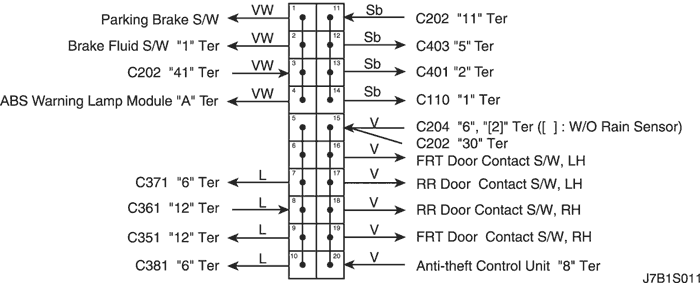 Parking Brake S/W VW 1 11 Sb C202 "11" Ter
Brake Fluid S/W "1" Ter VW 2 12 Sb C403 "5" Ter
C202 "41" Ter VW 3 13 Sb C401 "2" Ter
ABS Warning Lamp Module "A" Ter VW 4 14 Sb C110 "1" Ter
5 15 V C204 "6", "[2]" Ter ([ ] : W/O Rain Sensor)
C202 "30" Ter
6 16 V FRT Door Contact S/W, LH
C371 "6" Ter L 7 17 V RR Door Contact S/W, LH
C361 "12" Ter L 8 18 V RR Door Contact S/W, RH
C351 "12" Ter L 9 19 V FRT Door Contact S/W, RH
C381 "6" Ter L 10 20 V Anti-theft Control Unit "8" Ter
J7B1S011